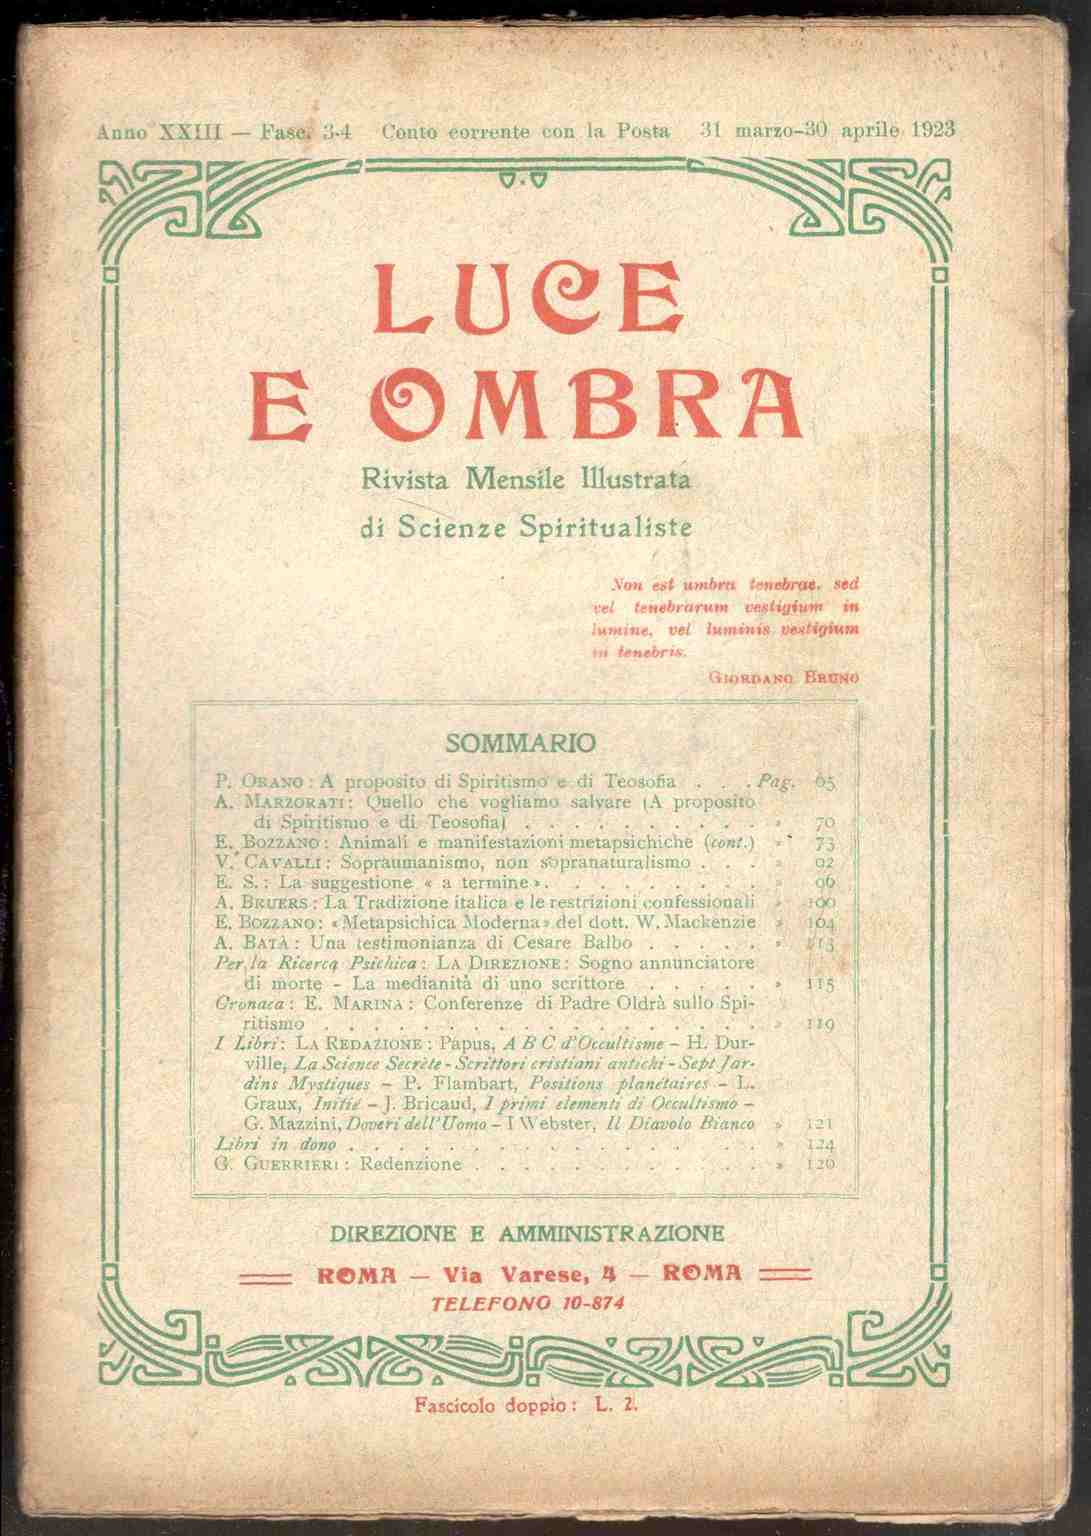 Anno XXIII — Fasc. 3-4 Conto corrente con la Posta 31 marzo-30 aprile 1923
LUCE
E OMBRA
Rivista Mensile Illustrata
di Scienze Spiritualiste
Non est umbra tenebrae, sed
vel tenebrarum vestigium in
lumine, vel luminis vestigium
in tenebris.
GIORDANO BRUNO
SOMMARIO
P. ORANO : A proposito di Spiritismo e di Teosofia . . . Pag. 65
A. MARZORATI : Quello che vogliamo salvare (A proposito
di Spiritismo e di Teosofia) . . . . . . . . . » 70
E. BOZZANO : Animali e manifestazioni metapsichiche (cont.) » 73
V. CAVALLI : Sopraumanismo, non sopranaturalismo . . . » 92
E. S. : La suggestione « a termine ». . . . . . . . . » 96
A. BRUERS : La Tradizione italica e le restrizioni confessionali » 100
E. BOZZANO : «Metapsichica Moderna» del dott. W. Mackenzie » 104
A. BATÀ : Una testimonianza di Cesare Balbo . . . . . » 113
Per la Ricerca Psichica : LA DIREZIONE : Sogno annunciatore
di morte - La medianità di uno scrittore . . . . . » 115
Cronaca : E. MARINA : Conferenze di Padre Oldrà sullo Spi-
ritismo . . . . . . . . . . . . . . . . . » 119
I Libri : LA REDAZIONE : Papus, A B C d'Occultisme – H. Dur-
ville, La Science Secrète - Scrittori cristiani antichi - Sept Jar-
dins Mystiques – P. Flambart, Positions planétaires – L.
Graux, Initié – J. Bricaud, I primi elementi di Occultismo –
G. Mazzini, Doveri dell'Uomo – I Webster, Il Diavolo Bianco » 121
Libri in dono . . . . . . . . . . . . . . . . » 124
G. GUERRIERI : Redenzione . . . . . . . . . . . » 120
DIREZIONE E AMMINISTRAZIONE
ROMA — Via Varese, 4 — ROMA
TELEFONO 10-874
Fascicolo doppio : L. 2.